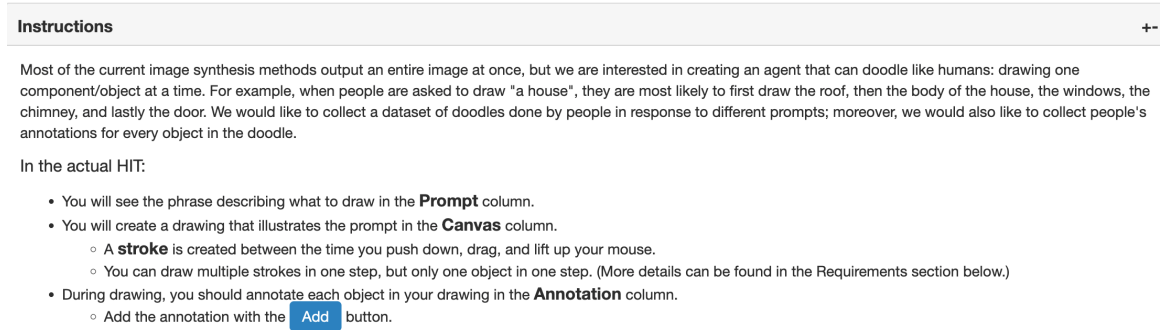 Instructions +-
Most of the current image synthesis methods output an entire image at once, but we are interested in creating an agent that can doodle like humans: drawing one
component/object at a time. For example, when people are asked to draw "a house", they are most likely to first draw the roof, then the body of the house, the windows, the
chimney, and lastly the door. We would like to collect a dataset of doodles done by people in response to different prompts; moreover, we would also like to collect people's
annotations for every object in the doodle.
In the actual HIT:
• You will see the phrase describing what to draw in the Prompt column.
• You will create a drawing that illustrates the prompt in the Canvas column.
◦ A stroke is created between the time you push down, drag, and lift up your mouse.
◦ You can draw multiple strokes in one step, but only one object in one step. (More details can be found in the Requirements section below.)
• During drawing, you should annotate each object in your drawing in the Annotation column.
◦ Add the annotation with the Add button.